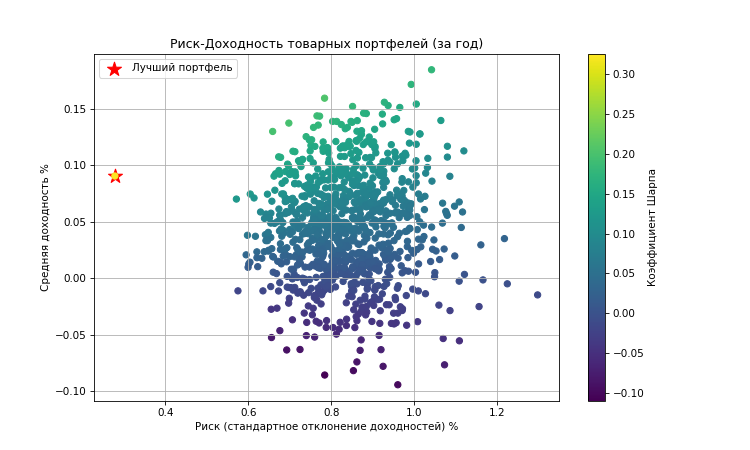 Риск-Доходность товарных портфелей (за год)
Лучший портфель
Средняя доходность %
0.15
0.10
0.05
0.00
−0.05
−0.10
0.4 0.6 0.8 1.0 1.2
Риск (стандартное отклонение доходностей) %
0.30
0.25
0.20
0.15
0.10
0.05
0.00
−0.05
−0.10
Коэффициент Шарпа